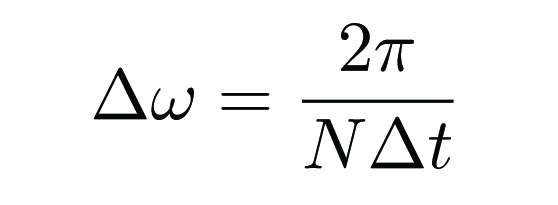 Δω = 2π / NΔt